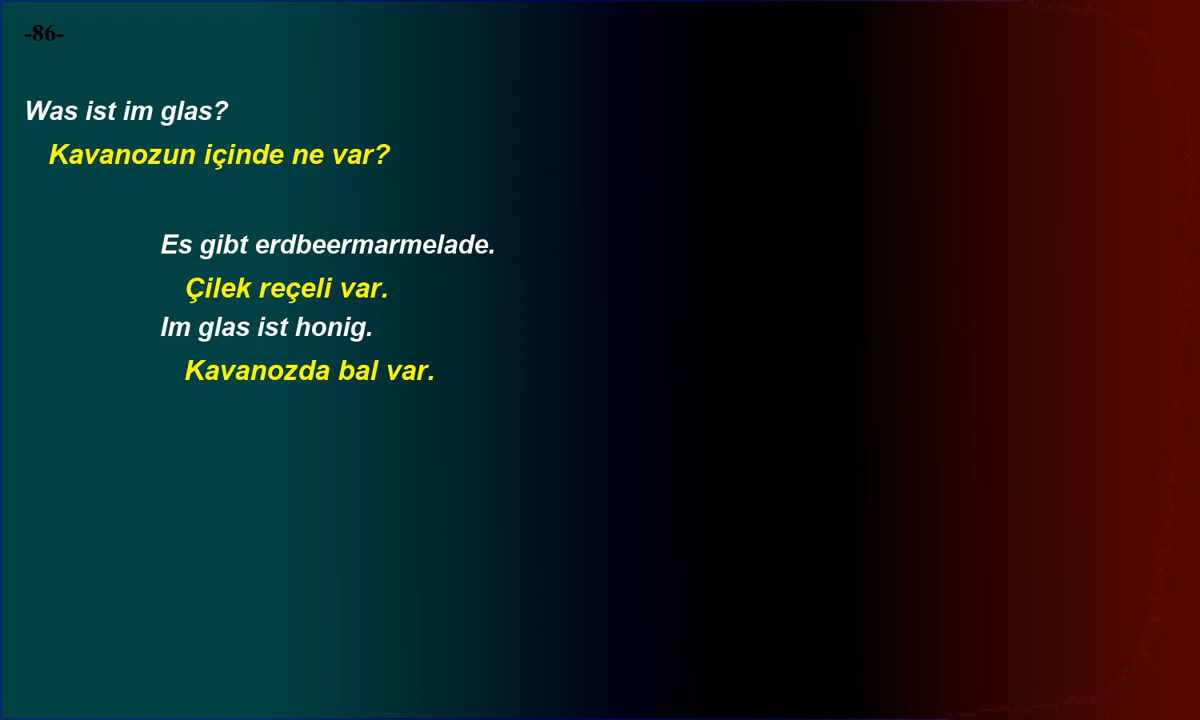 -86-
Was ist im glas?
Kavanozun içinde ne var?
Es gibt erdbeermarmelade.
Çilek reçeli var.
Im glas ist honig.
Kavanozda bal var.